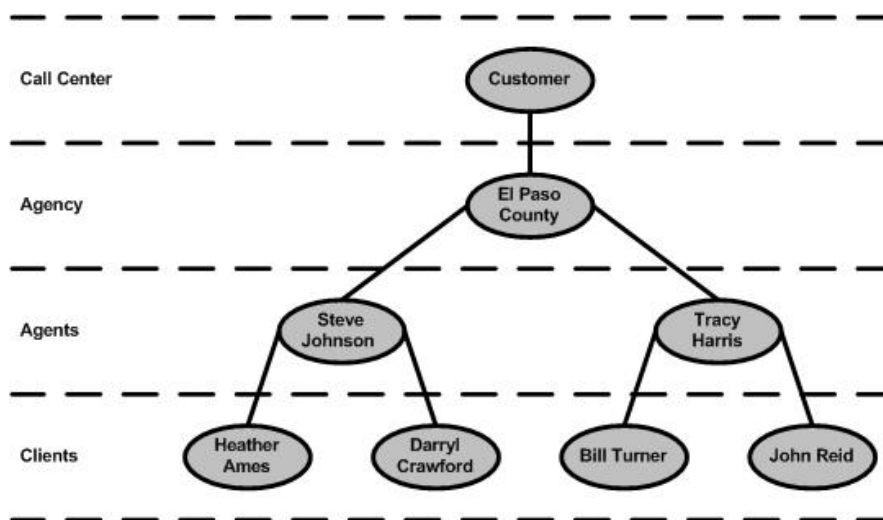 Call Center
Customer
Agency
El Paso
County
Agents
Steve
Johnson
Tracy
Harris
Clients
Heather
Ames
Darryl
Crawford
Bill Turner
John Reid